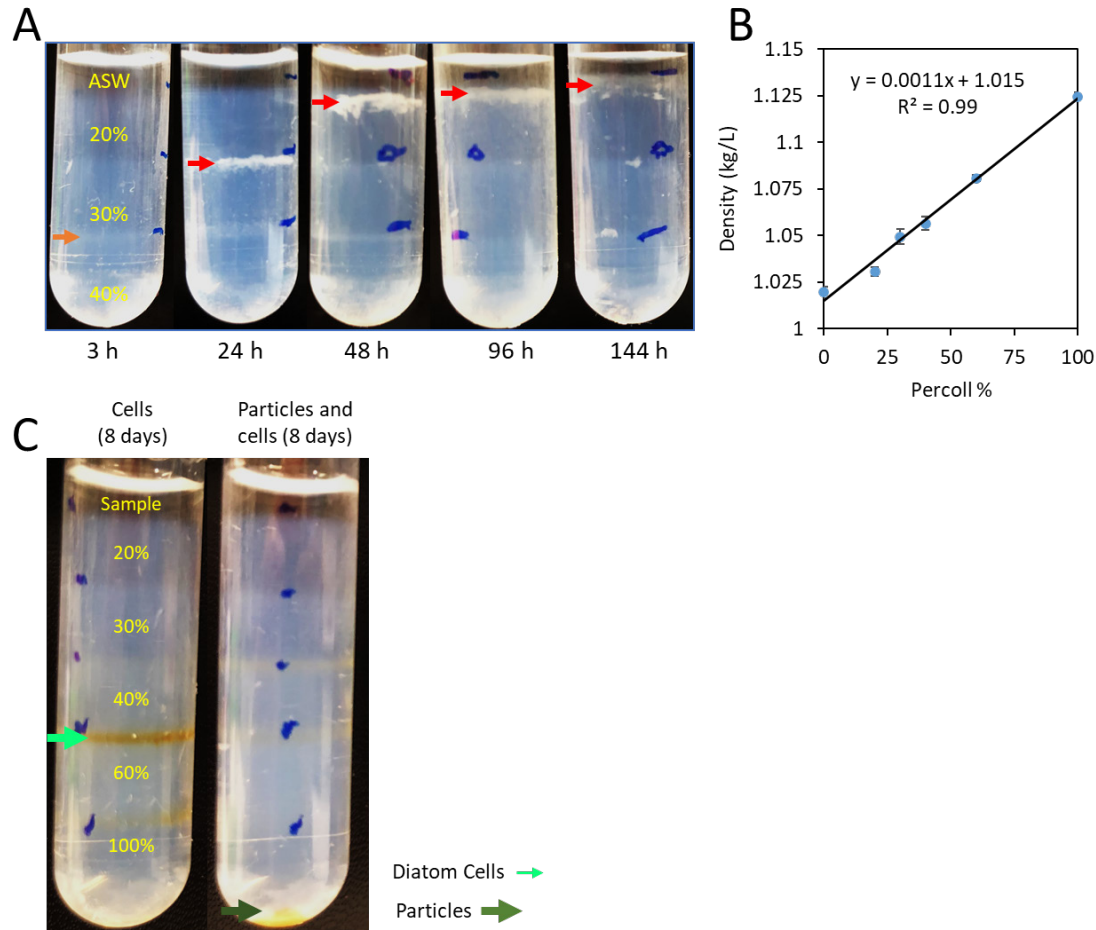 A
ASW
20%
30%
40%
3 h
24 h
48 h
96 h
144 h
B
y = 0.0011x + 1.015
R² = 0.99
Density (kg/L)
1.15
1.125
1.1
1.075
1.05
1.025
1
0
25
50
75
100
Percoll %
C
Cells
(8 days)
Particles and
cells (8 days)
Sample
20%
30%
40%
60%
100%
Diatom Cells
Particles